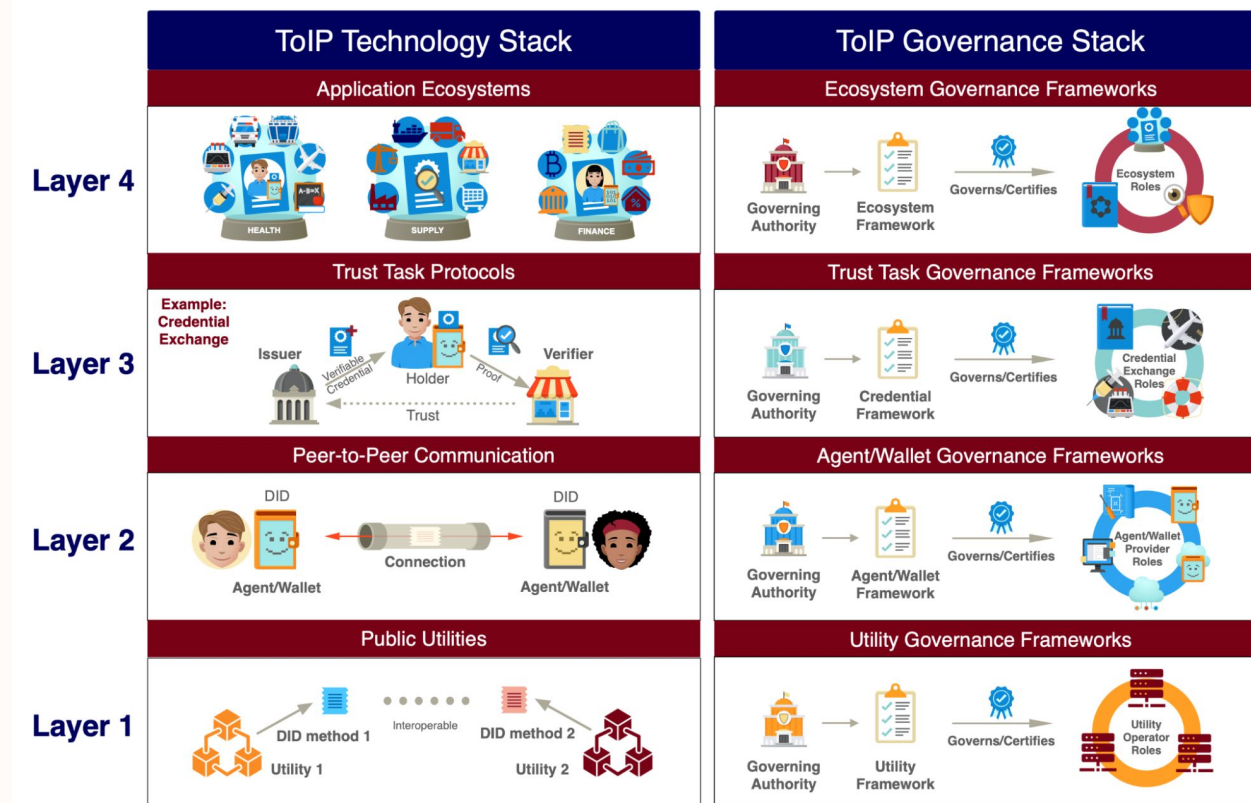 ToIP Technology Stack
ToIP Governance Stack
Layer 4
Application Ecosystems
A-B=X
HEALTH
SUPPLY
%
FINANCE
Ecosystem Governance Frameworks
Governing
Authority
Ecosystem
Framework
Governs/Certifies
Ecosystem
Roles
Layer 3
Trust Task Protocols
Example:
Credential
Exchange
Issuer
Verifiable
Credential
Holder
Proof
Verifier
Trust
Trust Task Governance Frameworks
Governing
Authority
Credential
Framework
Governs/Certifies
Credential
Exchange
Roles
Layer 2
Peer-to-Peer Communication
DID
Agent/Wallet
Connection
DID
Agent/Wallet
Agent/Wallet Governance Frameworks
Governing
Authority
Agent/Wallet
Framework
Governs/Certifies
Agent/Wallet
Provider
Roles
Layer 1
Public Utilities
Utility 1
DID method 1
Interoperable
DID method 2
Utility 2
Utility Governance Frameworks
Governing
Authority
Utility
Framework
Governs/Certifies
Utility
Operator
Roles